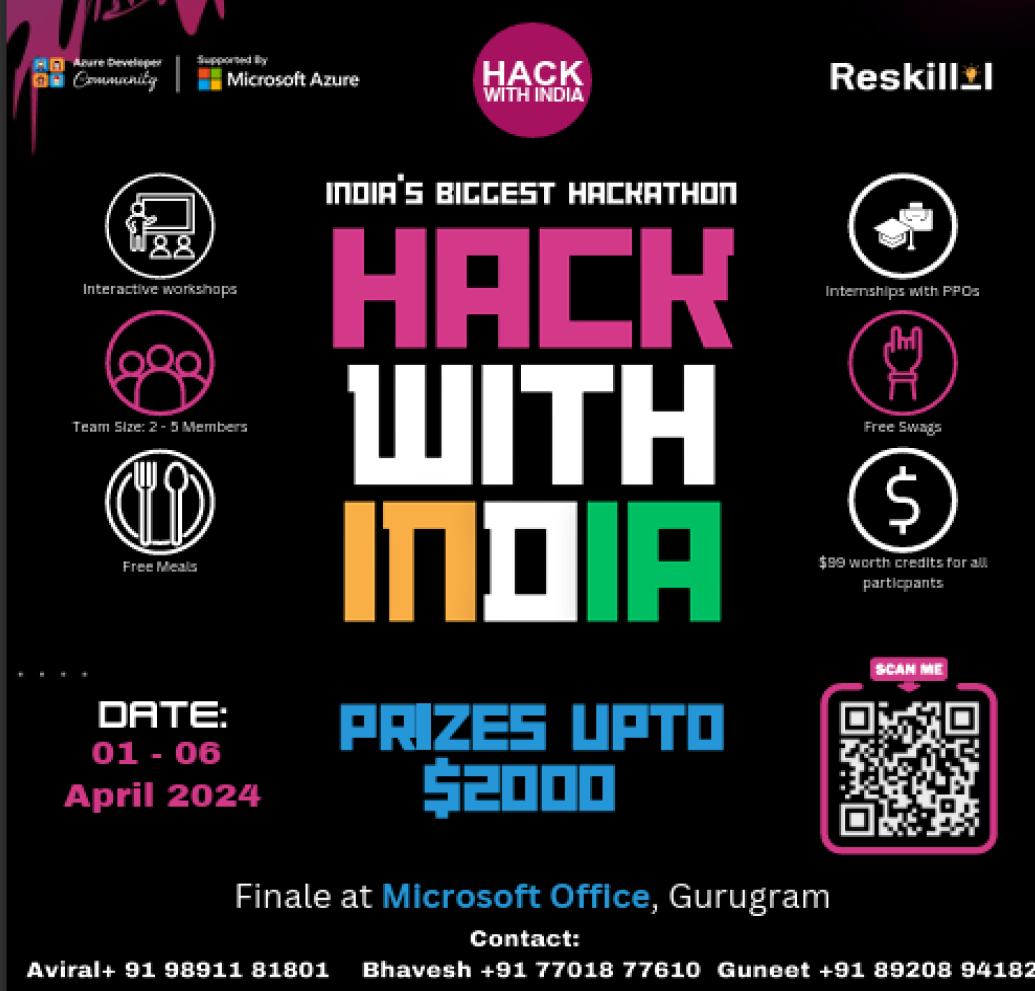 Azure Developer
Community
Supported By
Microsoft Azure
HACK
WITH INDIA
Reskilll
INDIA'S BIGGEST HACKATHON
HACK
WITH
INDIA
Interactive workshops
Team Size: 2 - 5 Members
Free Meals
Internships with PPOs
Free Swags
$99 worth credits for all
particpants
SCAN ME
DATE:
01 - 06
April 2024
PRIZES UPTO
$2000
Finale at Microsoft Office, Gurugram
Contact:
Aviral+ 91 98911 81801 Bhavesh +91 77018 77610 Guneet +91 89208 94182